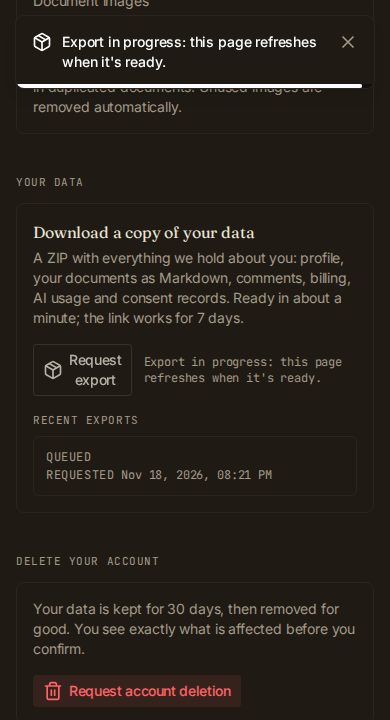 Document images
Export in progress: this page refreshes
when it's ready.
in duplicated documents. Unused images are
removed automatically.
YOUR DATA
Download a copy of your data
A ZIP with everything we hold about you: profile,
your documents as Markdown, comments, billing,
AI usage and consent records. Ready in about a
minute; the link works for 7 days.
Request
export
Export in progress: this page
refreshes when it's ready.
RECENT EXPORTS
QUEUED
REQUESTED Nov 18, 2026, 08:21 PM
DELETE YOUR ACCOUNT
Your data is kept for 30 days, then removed for
good. You see exactly what is affected before you
confirm.
Request account deletion